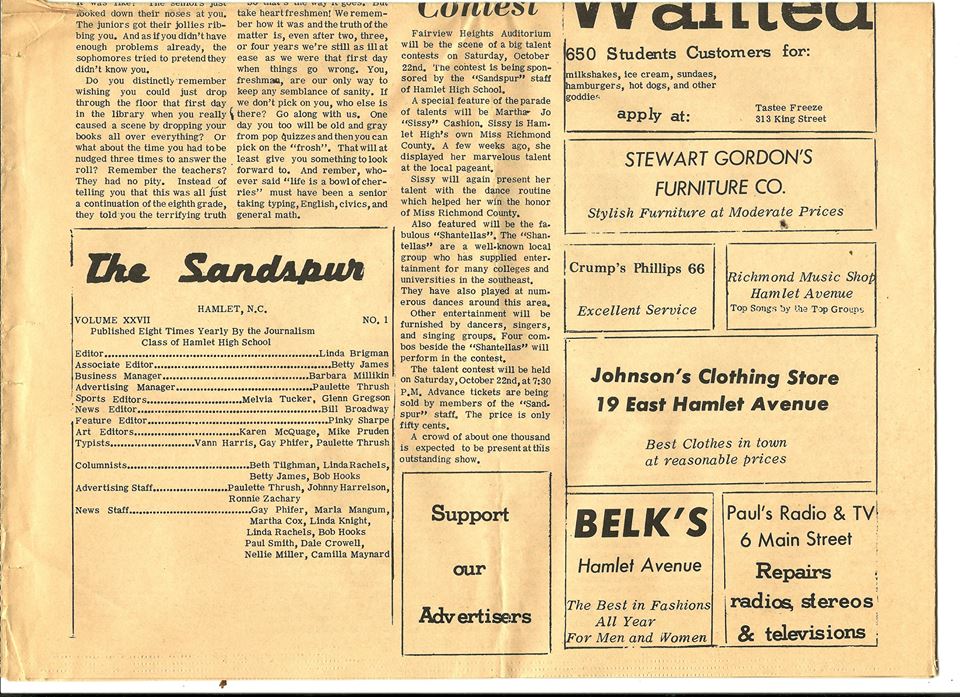 it was like? The seniors just
looked down their noses at you.
The juniors got their jollies rib-
bing you. And as if you didn't have
enough problems already, the
sophomores tried to pretend they
didn't know you.
Do you distinctly remember
wishing you could just drop
through the floor that first day
in the library when you really
caused a scene by dropping your
books all over everything? Or
what about the time you had to be
nudged three times to answer the
roll? Remember the teachers?
They had no pity. Instead of
telling you that this was all just
a continuation of the eighth grade,
they told you the terrifying truth
So that's the way it goes. But
take heart freshmen! We remem-
ber how it was and the truth of the
matter is, even after two, three,
or four years we're still as ill at
ease as we were that first day
when things go wrong. You,
freshman, are our only way to
keep any semblance of sanity. If
we don't pick on you, who else is
there? Go along with us. One
day you too will be old and gray
from pop quizzes and then you can
pick on the "frosh". That will at
least give you something to look
forward to. And rember, who-
ever said "life is a bowl of cher-
ries" must have been a senior
taking typing, English, civics, and
general math.
The Sandspur
HAMLET, N.C.
VOLUME XXVII NO. 1
Published Eight Times Yearly By the Journalism
Class of Hamlet High School
Editor....Linda Brigman
Associate Editor....Betty James
Business Manager....Barbara Millikin
Advertising Manager....Paulette Thrush
Sports Editors....Melvia Tucker, Glenn Gregson
News Editor....Bill Broadway
Feature Editor....Pinky Sharpe
Art Editors....Karen McQuage, Mike Pruden
Typists....Vann Harris, Gay Phifer, Paulette Thrush
Columnists....Beth Tilghman, Linda Rachels,
Betty James, Bob Hooks
Advertising Staff....Paulette Thrush, Johnny Harrelson,
Ronnie Zachary
News Staff....Gay Phifer, Marla Mangum,
Martha Cox, Linda Knight,
Linda Rachels, Bob Hooks
Paul Smith, Dale Crowell,
Nellie Miller, Camilla Maynard
Contest
Fairview Heights Auditorium
will be the scene of a big talent
contests on Saturday, October
22nd. The contest is being spon-
sored by the "Sandspur" staff
of Hamlet High School.
A special feature of the parade
of talents will be Martha Jo
"Sissy" Cashion. Sissy is Ham-
let High's own Miss Richmond
County. A few weeks ago, she
displayed her marvelous talent
at the local pageant.
Sissy will again present her
talent with the dance routine
which helped her win the honor
of Miss Richmond County.
Also featured will be the fa-
bulous "Shantellas". The "Shan-
tellas" are a well-known local
group who has supplied enter-
tainment for many colleges and
universities in the southeast.
They have also played at num-
erous dances around this area.
Other entertainment will be
furnished by dancers, singers,
and singing groups. Four com-
bos beside the "Shantellas" will
perform in the contest.
The talent contest will be held
on Saturday, October 22nd, at 7:30
P.M. Advance tickets are being
sold by members of the "Sand-
spur" staff. The price is only
fifty cents.
A crowd of about one thousand
is expected to be present at this
outstanding show.
Support
our
Advertisers
Wanted
650 Students Customers for:
milkshakes, ice cream, sundaes,
hamburgers, hot dogs, and other
goddies
apply at:
Tastee Freeze
313 King Street
STEWART GORDON'S
FURNITURE CO.
Stylish Furniture at Moderate Prices
Crump's Phillips 66
Excellent Service
Richmond Music Shop
Hamlet Avenue
Top Songs by the Top Groups
Johnson's Clothing Store
19 East Hamlet Avenue
Best Clothes in town
at reasonable prices
BELK'S
Hamlet Avenue
The Best in Fashions
All Year
For Men and Women
Paul's Radio & TV
6 Main Street
Repairs
radios, stereos
& televisions